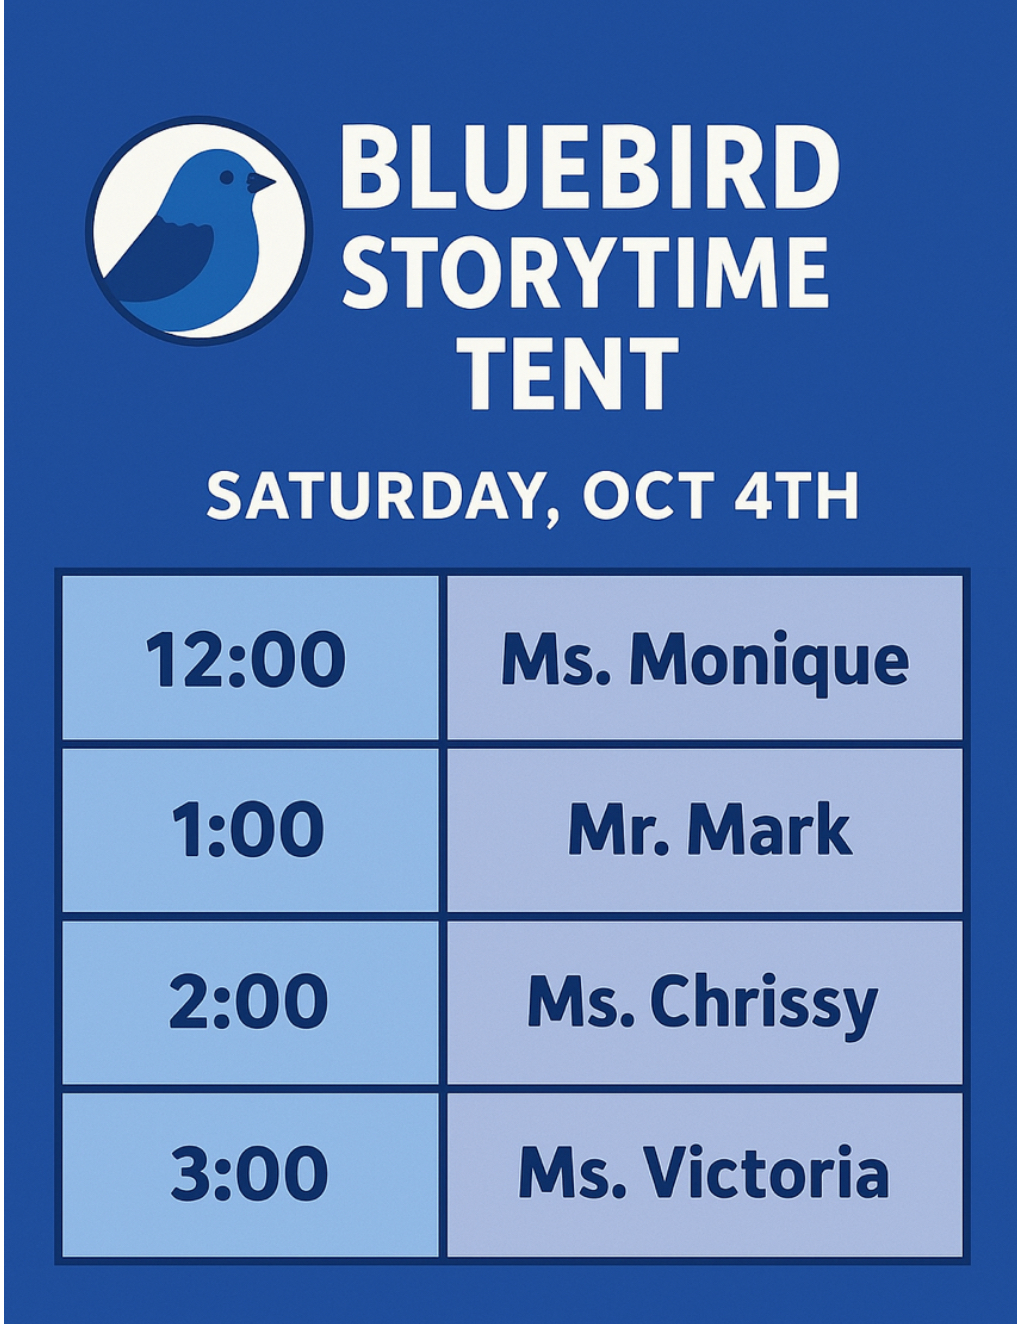 BLUEBIRD
STORYTIME
TENT
SATURDAY, OCT 4TH
12:00 Ms. Monique
1:00 Mr. Mark
2:00 Ms. Chrissy
3:00 Ms. Victoria